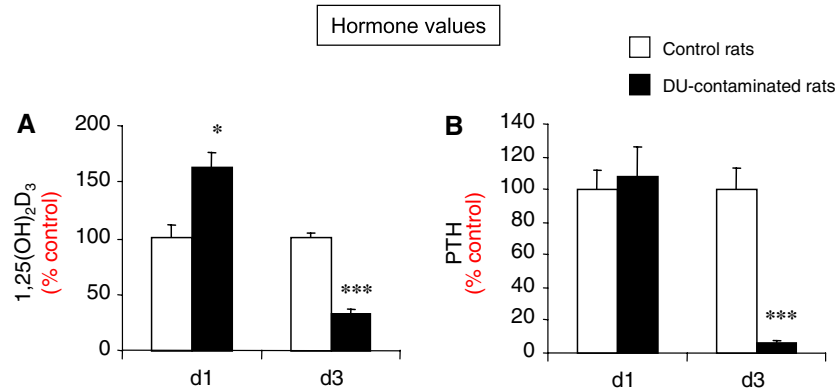 Hormone values
Control rats
DU-contaminated rats
A
1,25(OH)₂D₃
(% control)
200
150
100
50
0
*
***
d1
d3
B
PTH
(% control)
140
120
100
80
60
40
20
0
***
d1
d3